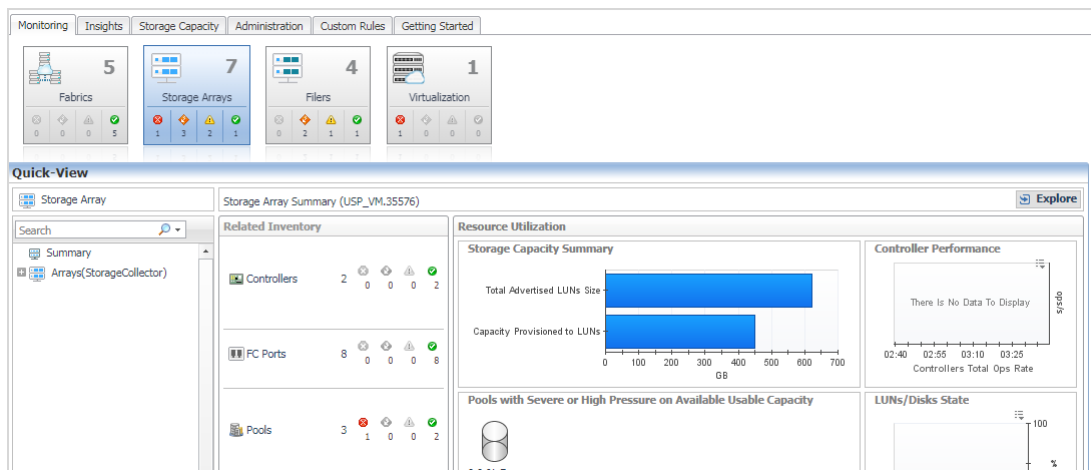 Monitoring Insights Storage Capacity Administration Custom Rules Getting Started
5 7 4 1
Fabrics Storage Arrays Filers Virtualization
0 0 0 5 1 3 2 1 0 2 1 1 1 0 0 0
Quick-View
Storage Array Storage Array Summary (USP_VM.35576) Explore
Search
Summary
Arrays(StorageCollector)
Related Inventory
Controllers 2 0 0 0 2
FC Ports 8 0 0 0 8
Pools 3 1 0 0 2
Resource Utilization
Storage Capacity Summary
Total Advertised LUNs Size
Capacity Provisioned to LUNs
0 100 200 300 400 500 600 700
GB
Controller Performance
There Is No Data To Display
ops/s
02:40 02:55 03:10 03:25
Controllers Total Ops Rate
Pools with Severe or High Pressure on Available Usable Capacity
LUNs/Disks State
100
%